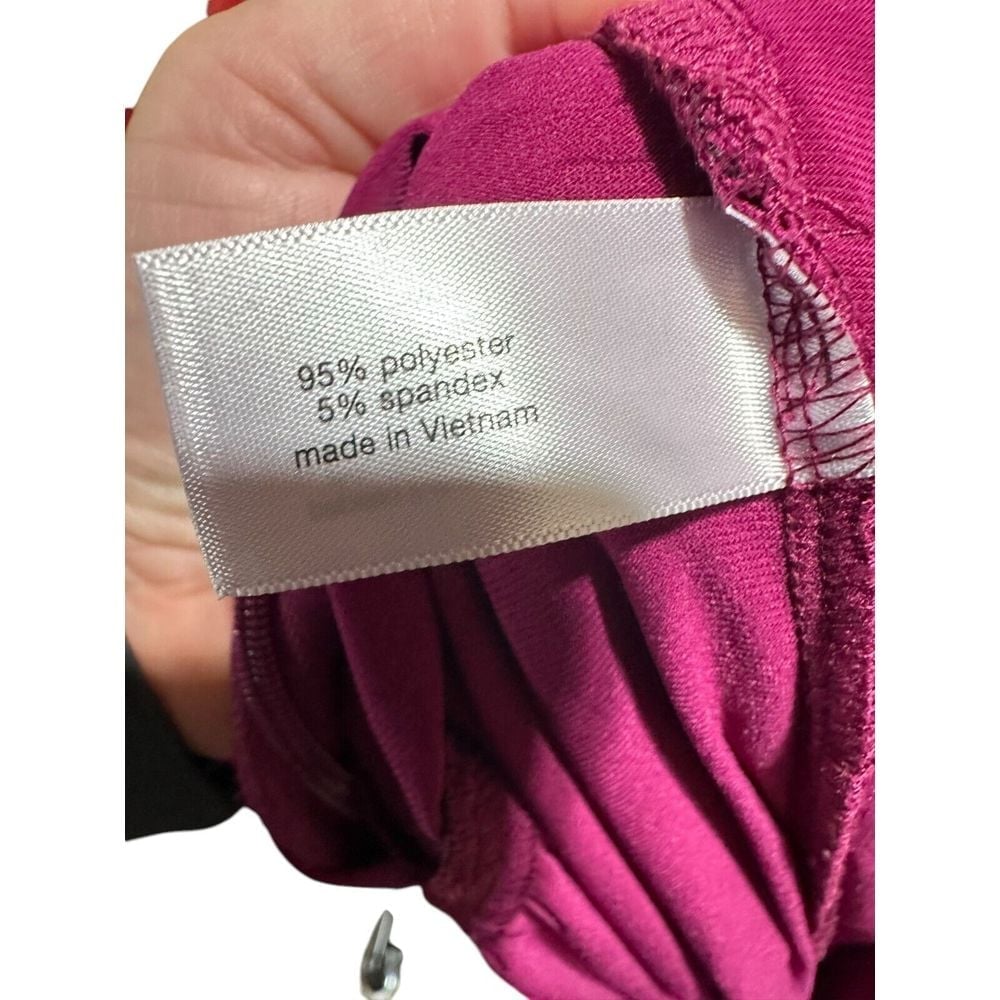 95% polyester
5% spandex
made in Vietnam